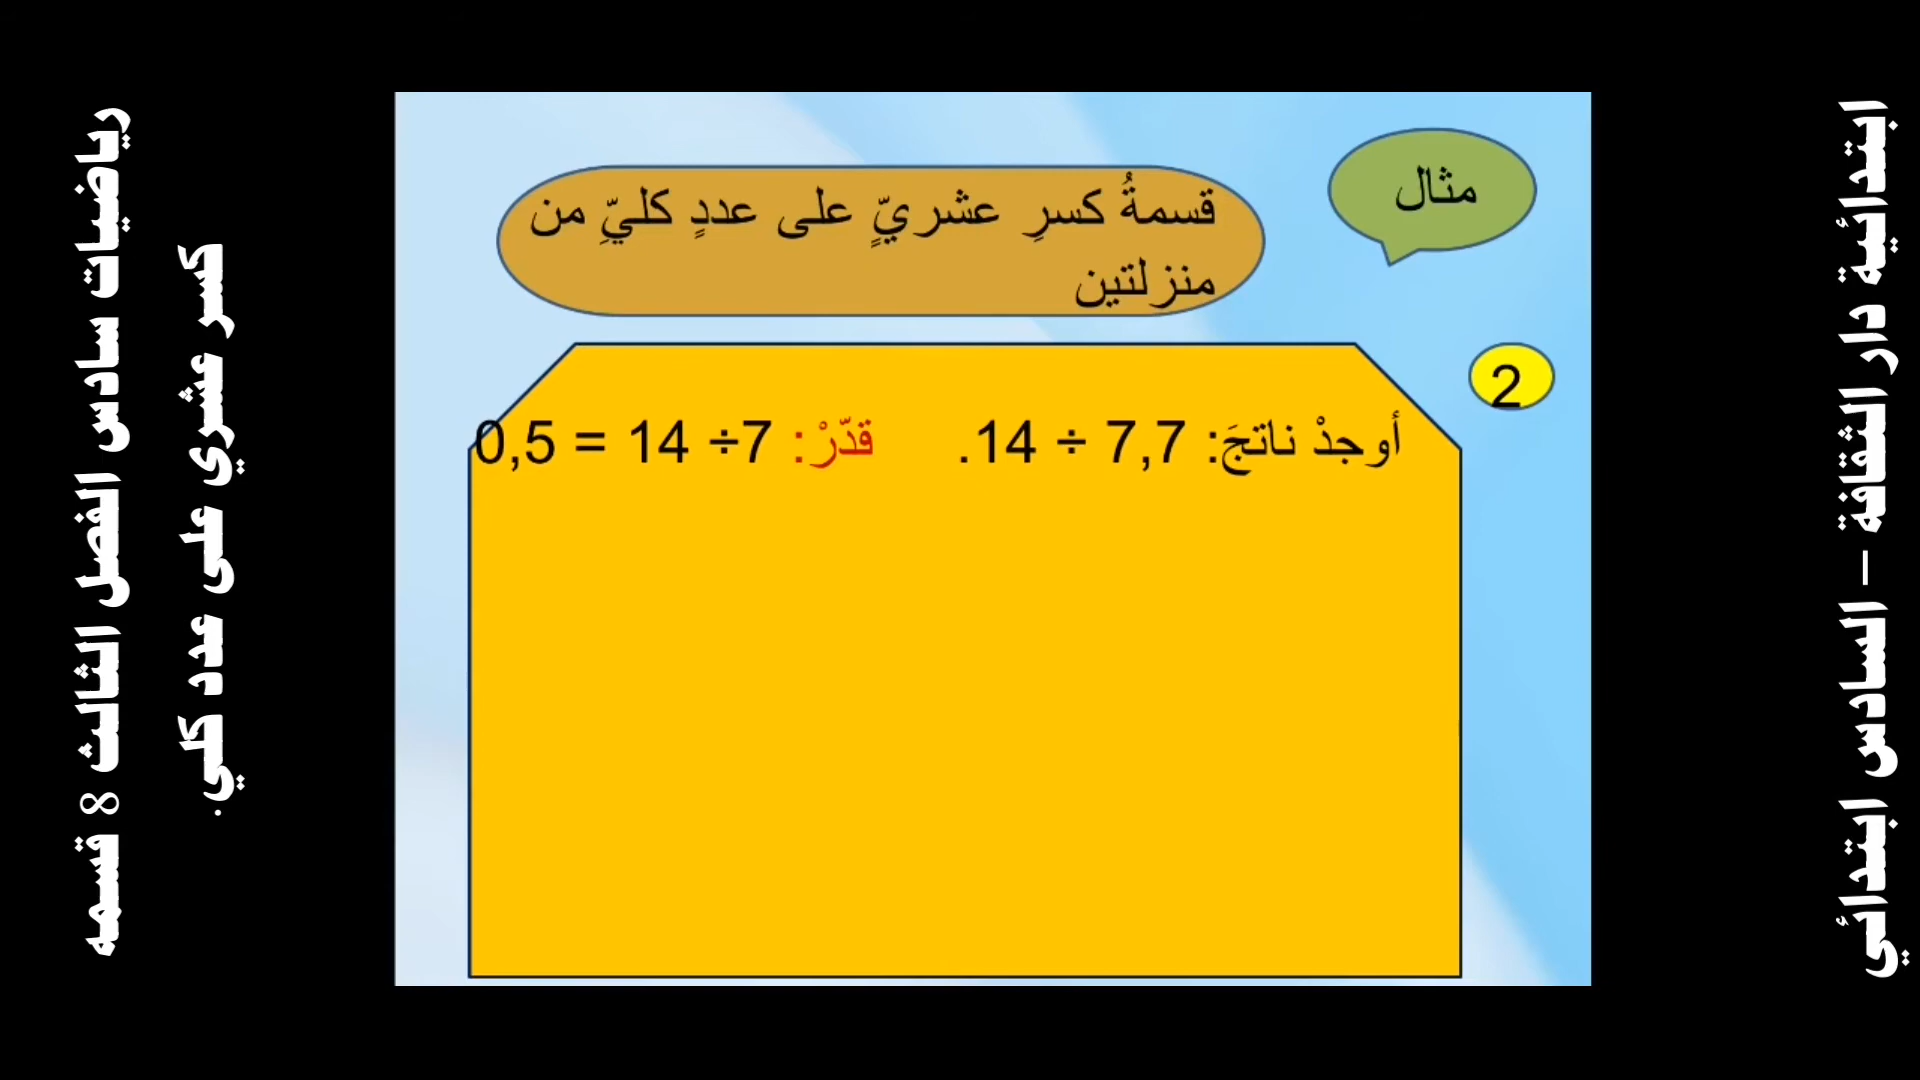 ابتدائية دار الثقافة – السادس ابتدائي
مثال
قسمةُ كسرِ عشريٍّ على عددٍ كليِّ من
منزلتين
2
أوجدْ ناتجَ: 7,7 ÷ 14. قدّرْ: 7÷ 14 = 0,5
رياضيات سادس الفصل الثالث 8 قسمه
كسر عشري على عدد كلي.